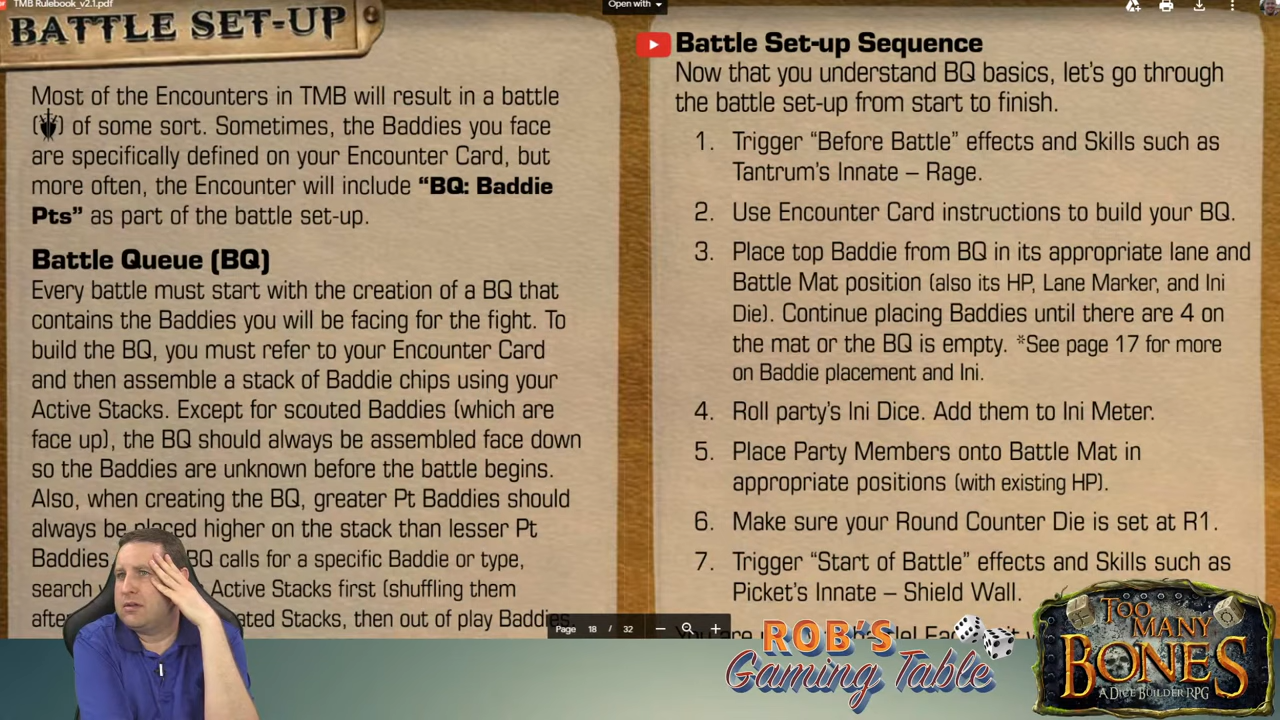 TMB Rulebook_v2.1.pdf
Open with
BATTLE SET-UP
Most of the Encounters in TMB will result in a battle
( ) of some sort. Sometimes, the Baddies you face
are specifically defined on your Encounter Card, but
more often, the Encounter will include "BQ: Baddie
Pts" as part of the battle set-up.
Battle Queue (BQ)
Every battle must start with the creation of a BQ that
contains the Baddies you will be facing for the fight. To
build the BQ, you must refer to your Encounter Card
and then assemble a stack of Baddie chips using your
Active Stacks. Except for scouted Baddies (which are
face up), the BQ should always be assembled face down
so the Baddies are unknown before the battle begins.
Also, when creating the BQ, greater Pt Baddies should
always be placed higher on the stack than lesser Pt
Baddies BQ calls for a specific Baddie or type,
search Active Stacks first (shuffling them
Stacks, then out of play Baddies,
Battle Set-up Sequence
Now that you understand BQ basics, let's go through
the battle set-up from start to finish.
1. Trigger "Before Battle" effects and Skills such as
Tantrum's Innate – Rage.
2. Use Encounter Card instructions to build your BQ.
3. Place top Baddie from BQ in its appropriate lane and
Battle Mat position (also its HP, Lane Marker, and Ini
Die). Continue placing Baddies until there are 4 on
the mat or the BQ is empty. *See page 17 for more
on Baddie placement and Ini.
4. Roll party's Ini Dice. Add them to Ini Meter.
5. Place Party Members onto Battle Mat in
appropriate positions (with existing HP).
6. Make sure your Round Counter Die is set at R1.
7. Trigger "Start of Battle" effects and Skills such as
Picket's Innate – Shield Wall.
Page 18 / 32
ROB'S
Gaming Table
TOO
MANY
BONES
A DICE BUILDER RPG